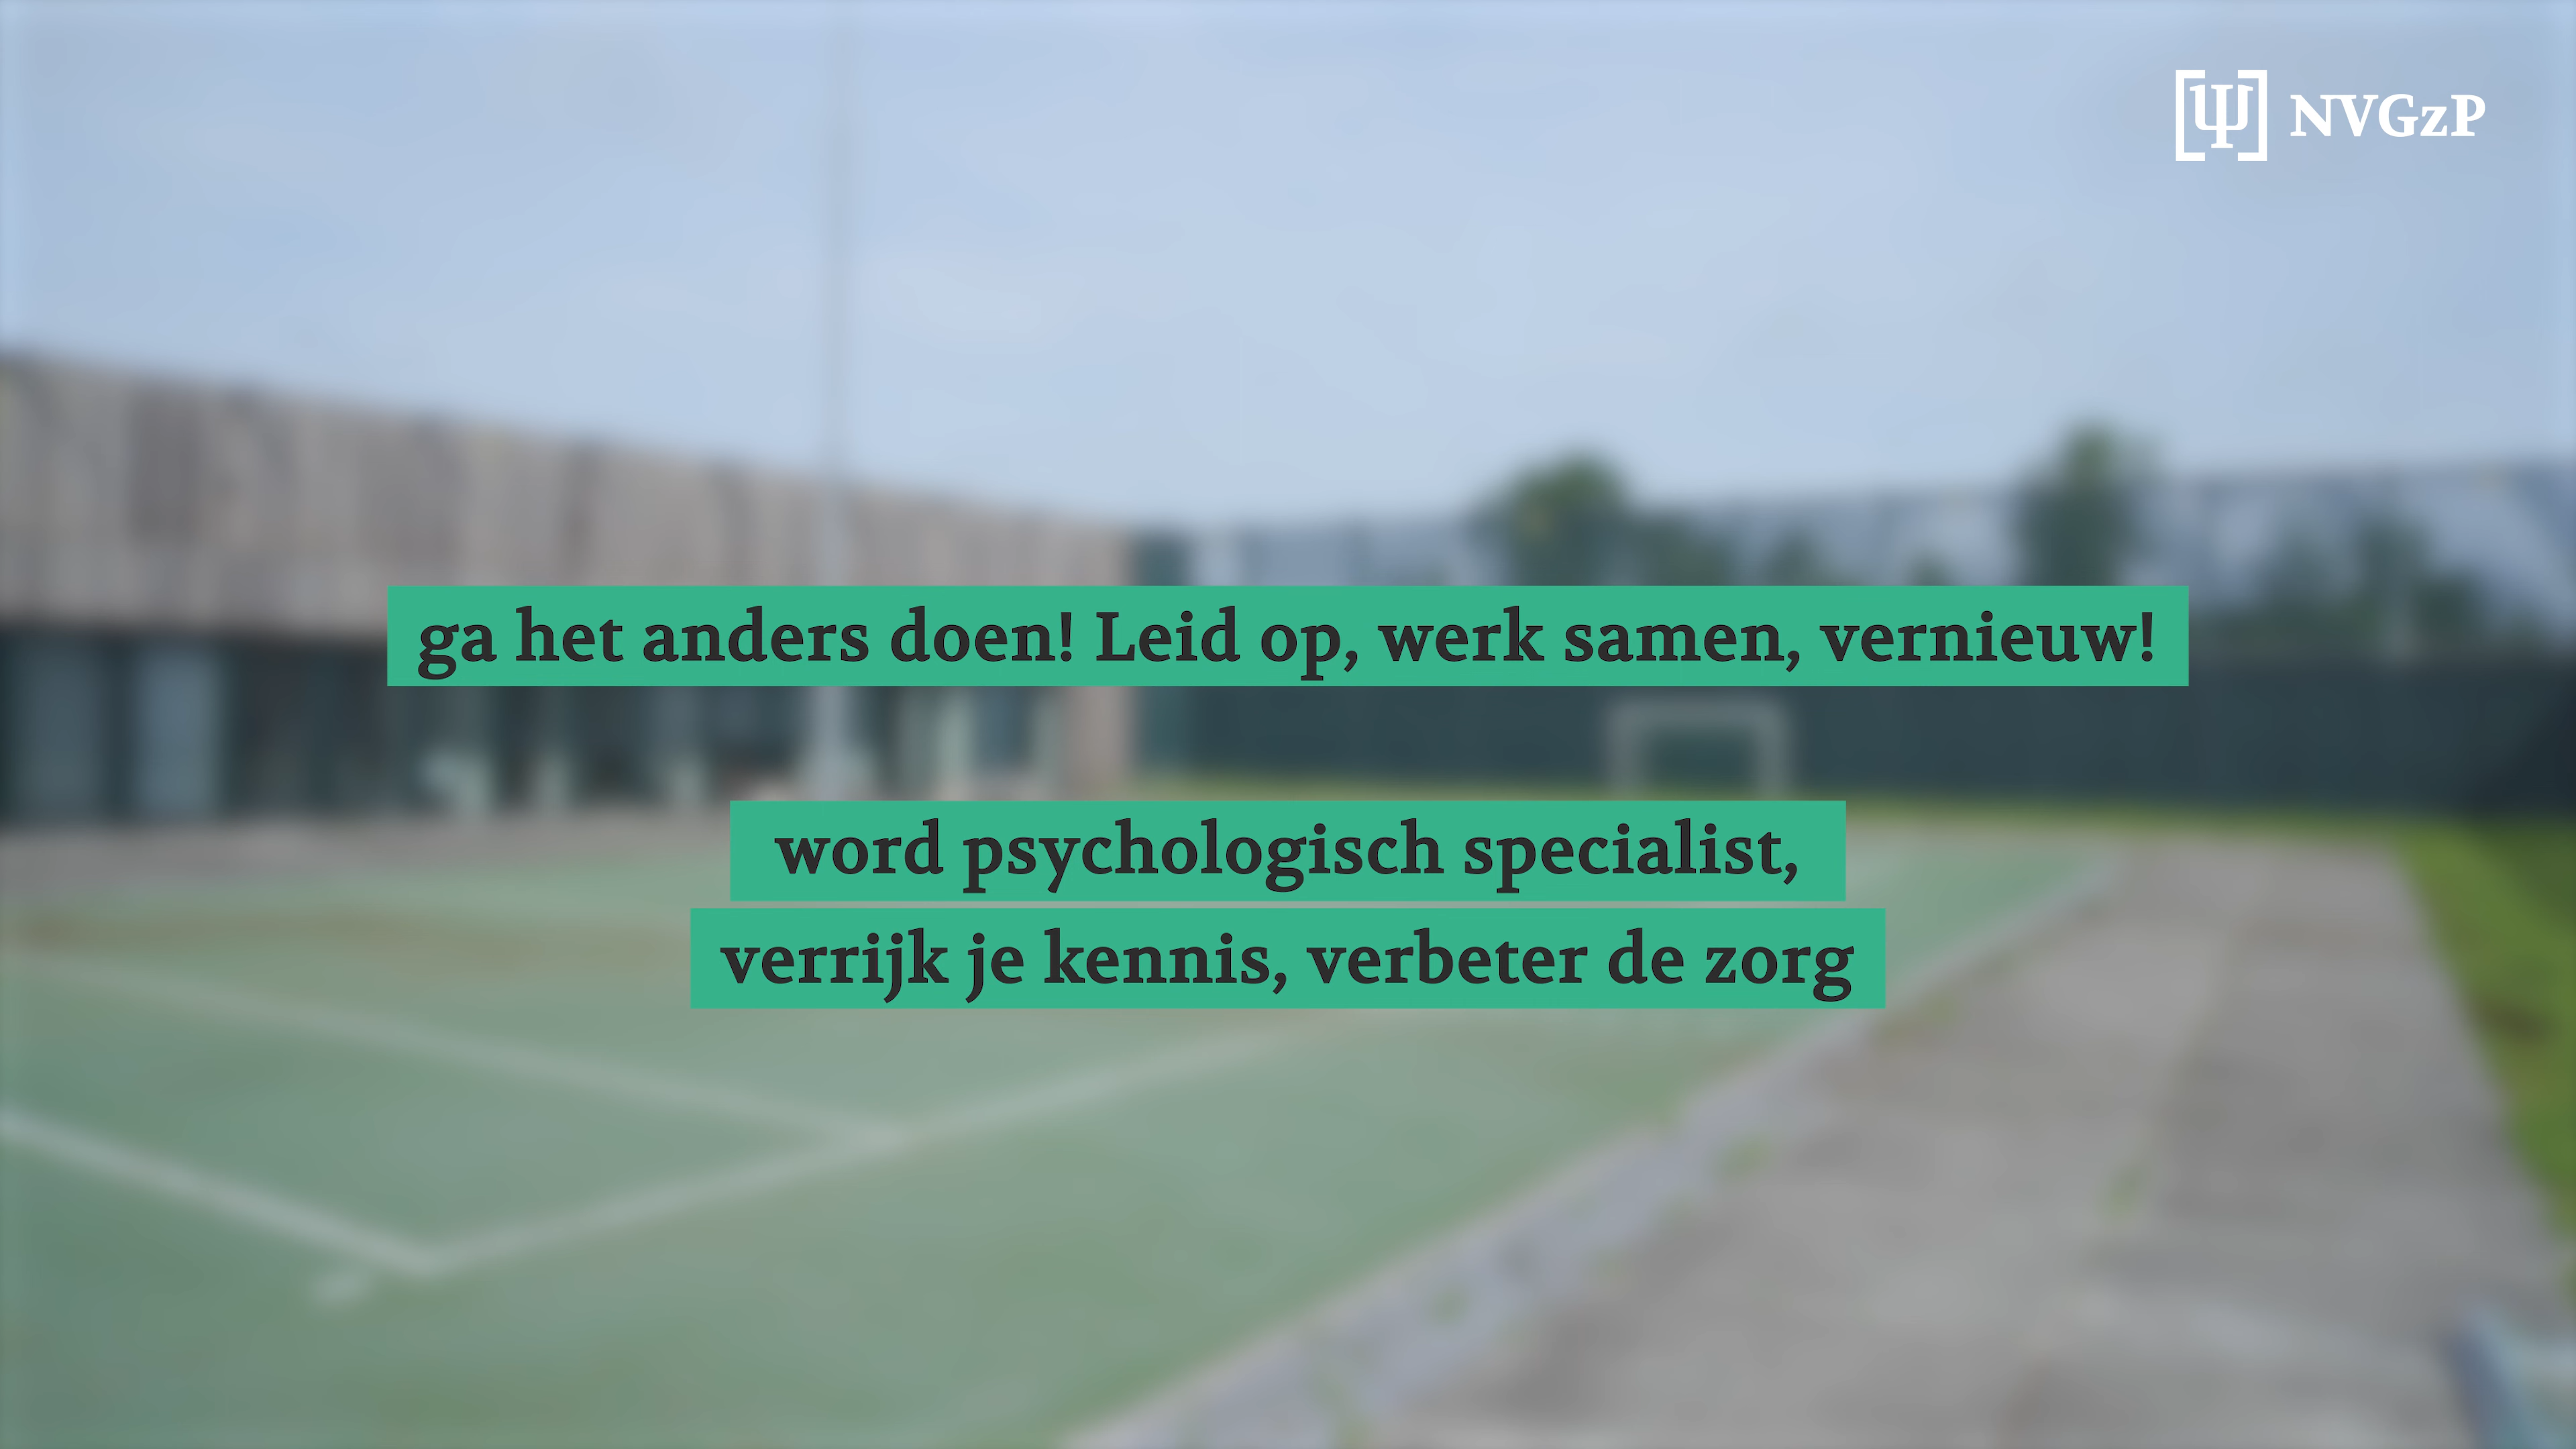 [Ψ] NVGzP
ga het anders doen! Leid op, werk samen, vernieuw!
word psychologisch specialist,
verrijk je kennis, verbeter de zorg